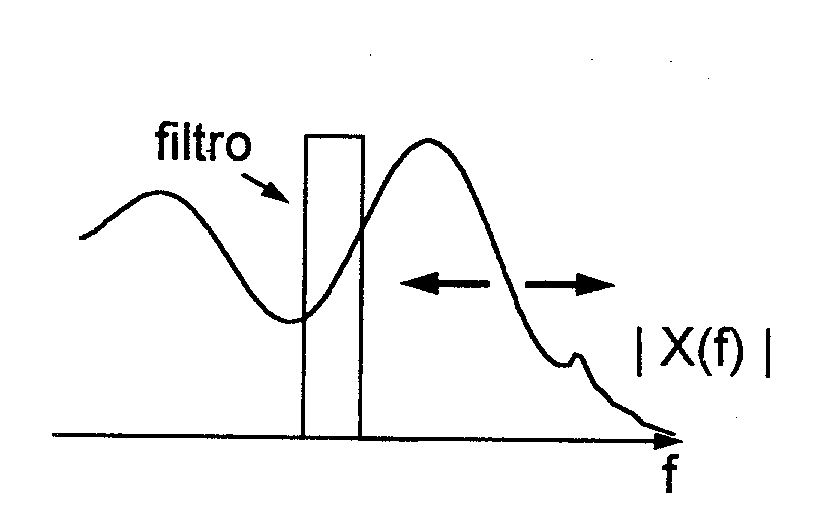 filtro
| X(f) |
f